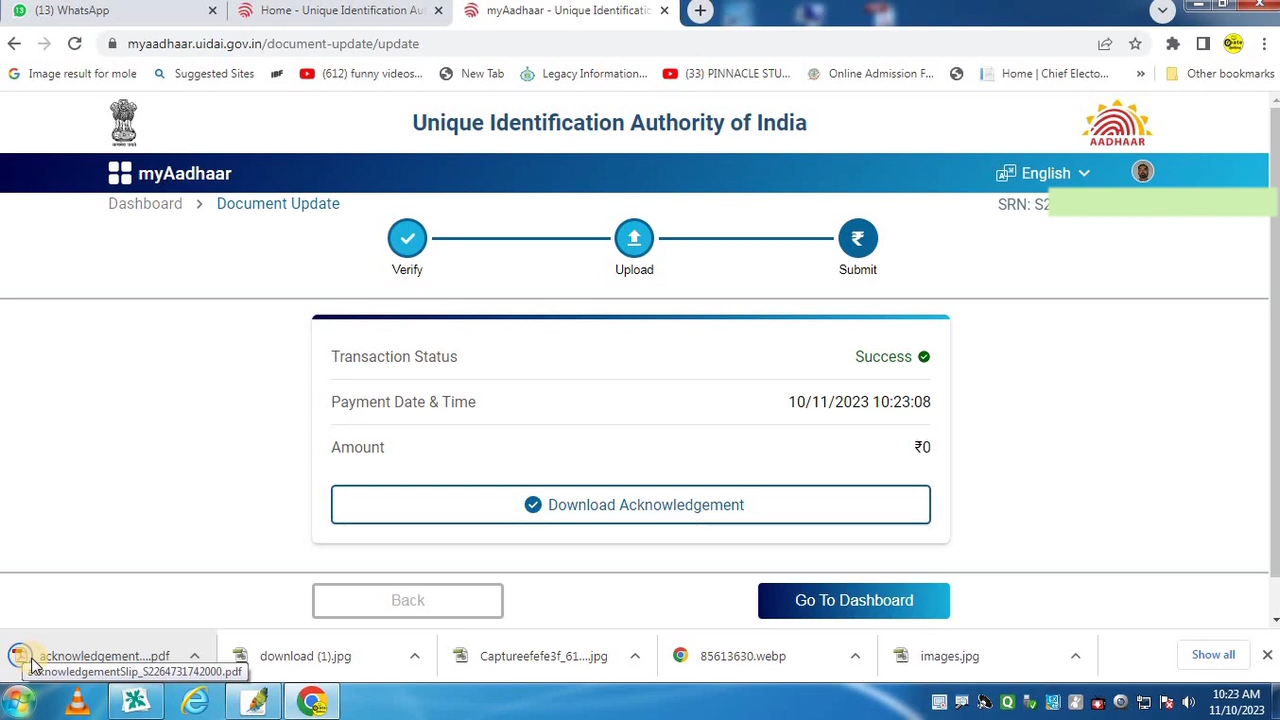 (13) WhatsApp
Home - Unique Identification Au
myAadhaar - Unique Identificatic
myaadhaar.uidai.gov.in/document-update/update
Image result for mole
Suggested Sites
(612) funny videos...
New Tab
Legacy Information...
(33) PINNACLE STU...
Online Admission F...
Home | Chief Electo...
»
Other bookmarks
Unique Identification Authority of India
AADHAAR
myAadhaar
English
Dashboard > Document Update
SRN: S2
Verify
Upload
Submit
Transaction Status
Success
Payment Date & Time
10/11/2023 10:23:08
Amount
₹0
Download Acknowledgement
Back
Go To Dashboard
acknowledgement....pdf
download (1).jpg
Captureefefe3f_61....jpg
85613630.webp
images.jpg
Show all
knowledgementSlip_S2264731742000.pdf
10:23 AM
11/10/2023